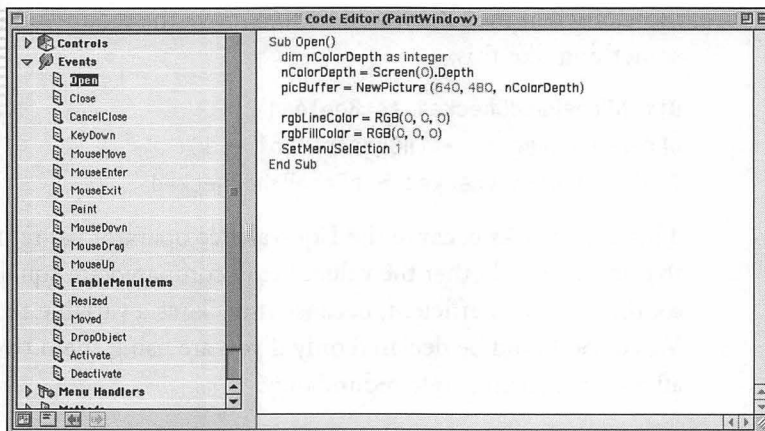 Code Editor (PaintWindow)
Controls
Events
Open
Close
CancelClose
KeyDown
MouseMove
MouseEnter
MouseExit
Paint
MouseDown
MouseDrag
MouseUp
EnableMenuItems
Resized
Moved
DropObject
Activate
Deactivate
Menu Handlers
Sub Open()
dim nColorDepth as integer
nColorDepth = Screen(0).Depth
picBuffer = NewPicture (640, 480, nColorDepth)
rgbLineColor = RGB(0, 0, 0)
rgbFillColor = RGB(0, 0, 0)
SetMenuSelection 1
End Sub